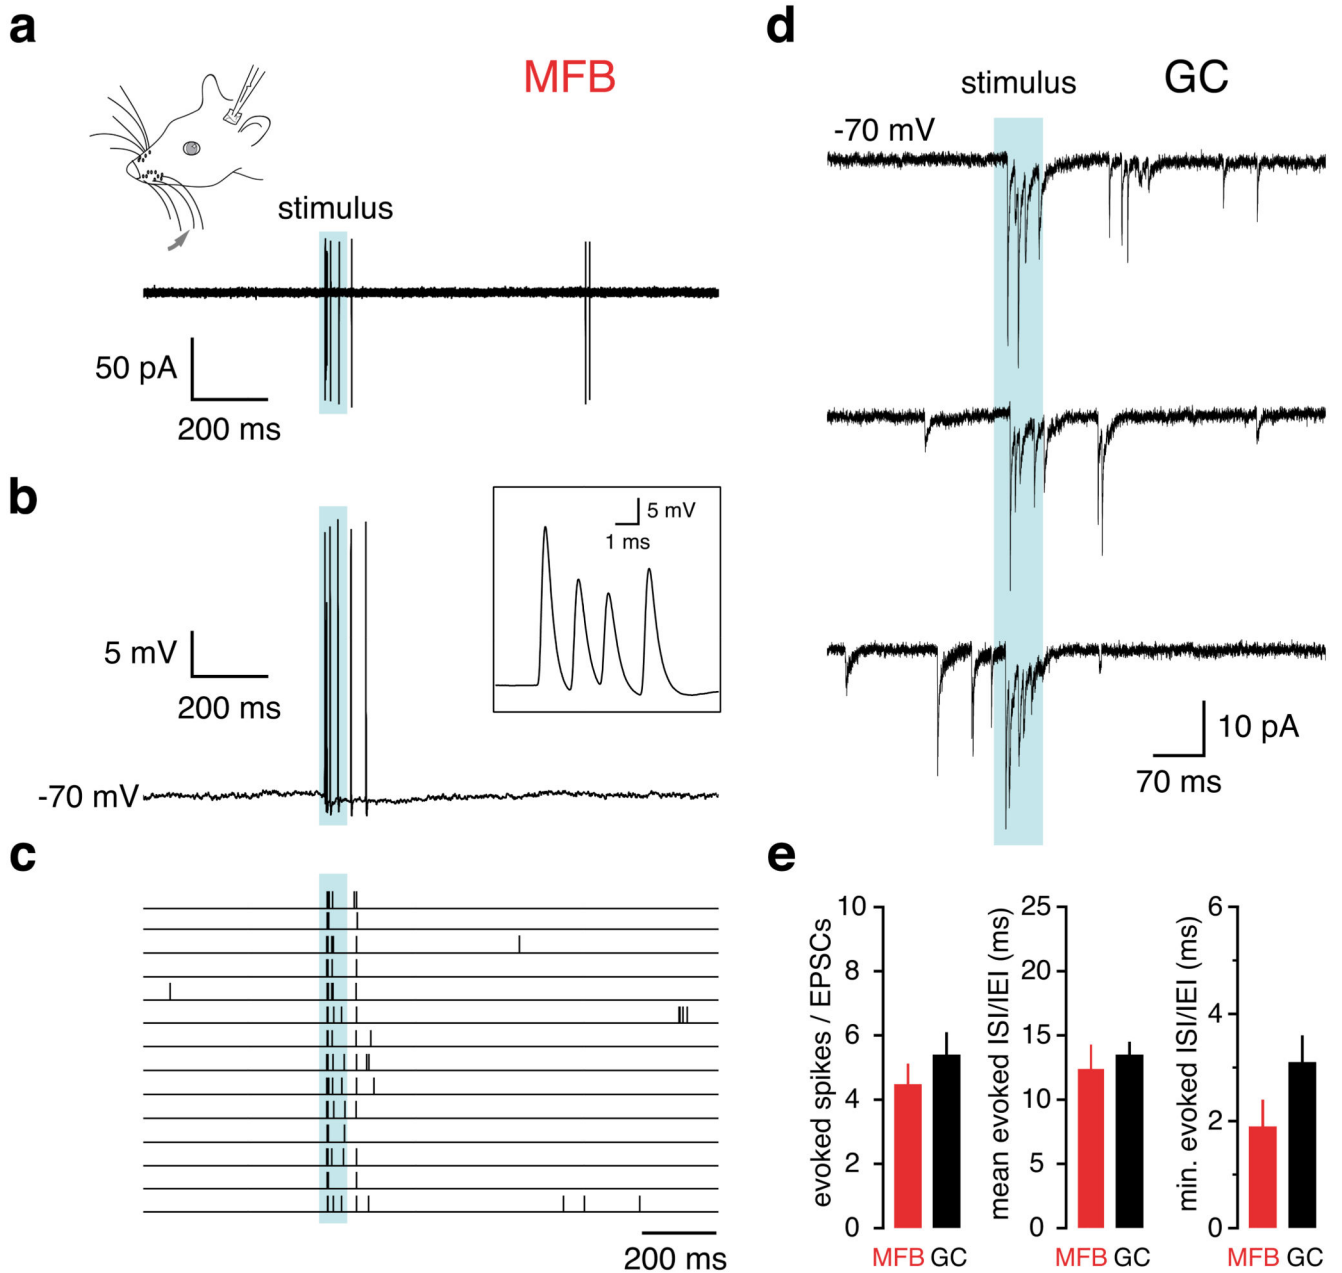 a
MFB
stimulus
50 pA
200 ms
b
5 mV
1 ms
5 mV
200 ms
-70 mV
c
200 ms
d
stimulus
GC
-70 mV
10 pA
70 ms
e
evoked spikes / EPSCs
10
8
6
4
2
0
MFB GC
mean evoked ISI/IEI (ms)
25
20
15
10
5
0
MFB GC
min. evoked ISI/IEI (ms)
6
4
2
0
MFB GC